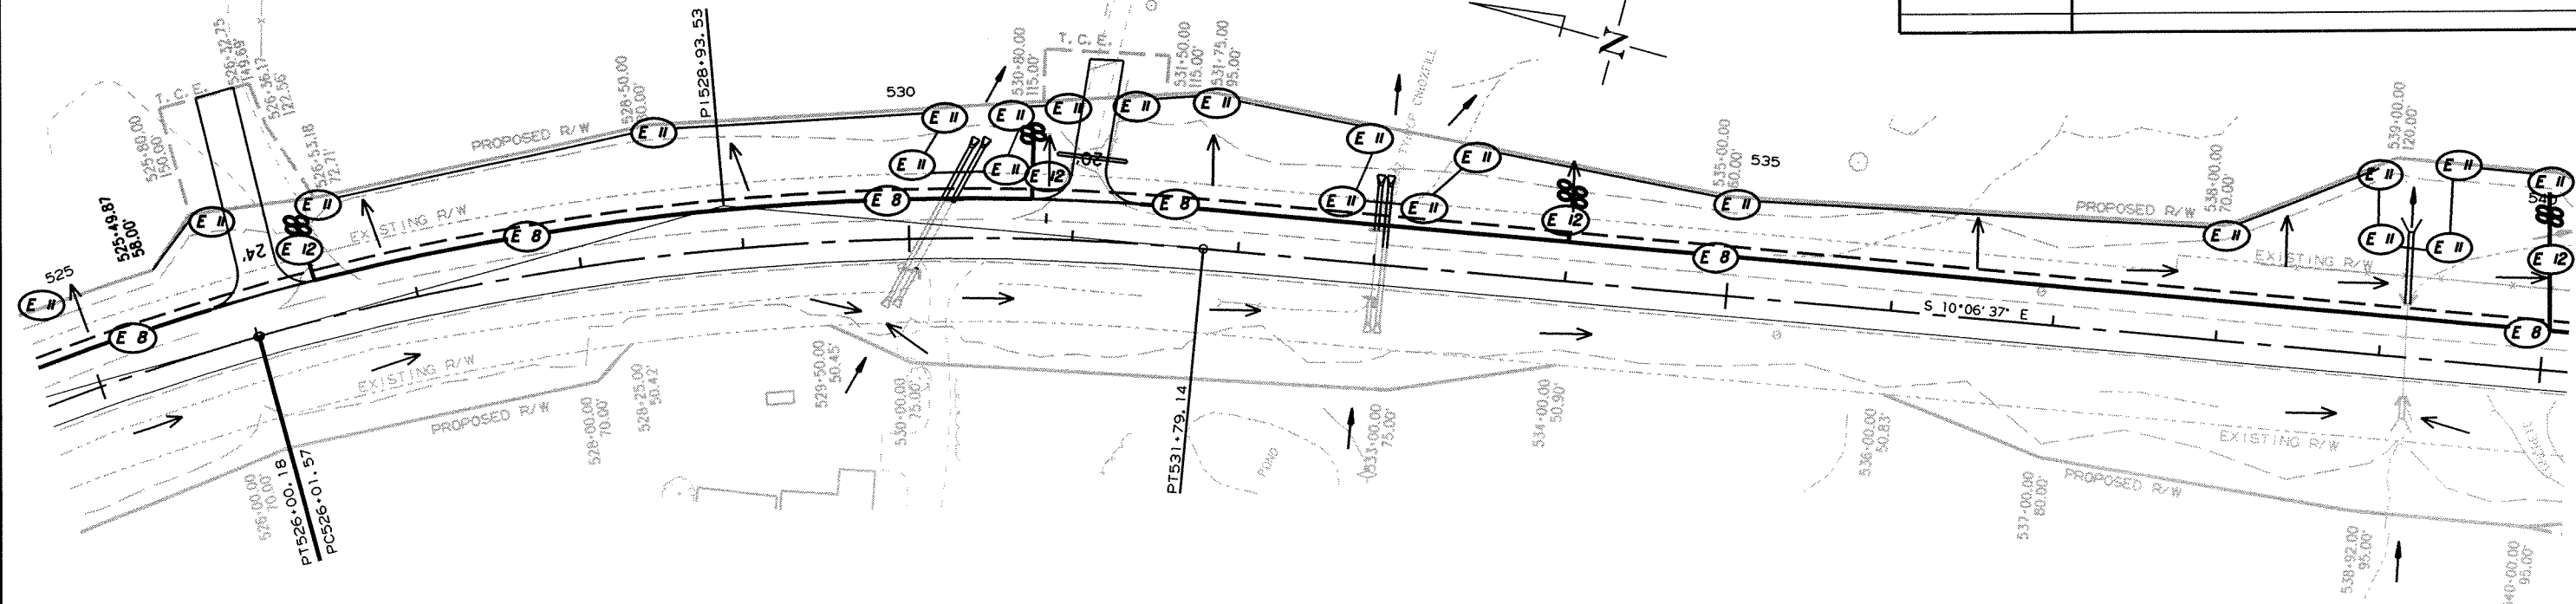 525+80.00
150.00'
T. C. E.
526+32.75
149.69'
526+36.17
122.56'
526+53.18
72.71'
525+49.87
58.00'
525
24'
E 11
E 8
E 11
E 12
E 11
PROPOSED R/W
EXISTING R/W
E 8
528+50.00
E 11
PI528+93.53
530
E 11
E 11
E 8
E 11
E 11
E 12
530+80.00
115.00'
T. C. E.
E 11
E 11
20'
531+50.00
115.00'
531+75.00
95.00'
E 11
E 8
N
E 11
E 11
E 11
E 11
E 12
535+00.00
60.00'
535
E 11
E 8
PROPOSED R/W
538+00.00
70.00'
E 11
EXISTING R/W
539+00.00
120.00'
E 11
E 11
E 11
E 11
E 11
540
E 12
E 8
S 10°06'37" E
EXISTING R/W
PROPOSED R/W
526+00.00
70.00'
PT526+00.18
PC526+01.57
528+00.00
70.00'
528+25.00
50.42'
529+50.00
50.45'
530+00.00
75.00'
PT531+79.14
POND
533+00.00
75.00'
534+00.00
50.90'
536+00.00
50.83'
537+00.00
80.00'
EXISTING R/W
PROPOSED R/W
538+92.00
95.00'
540+00.00
95.00'